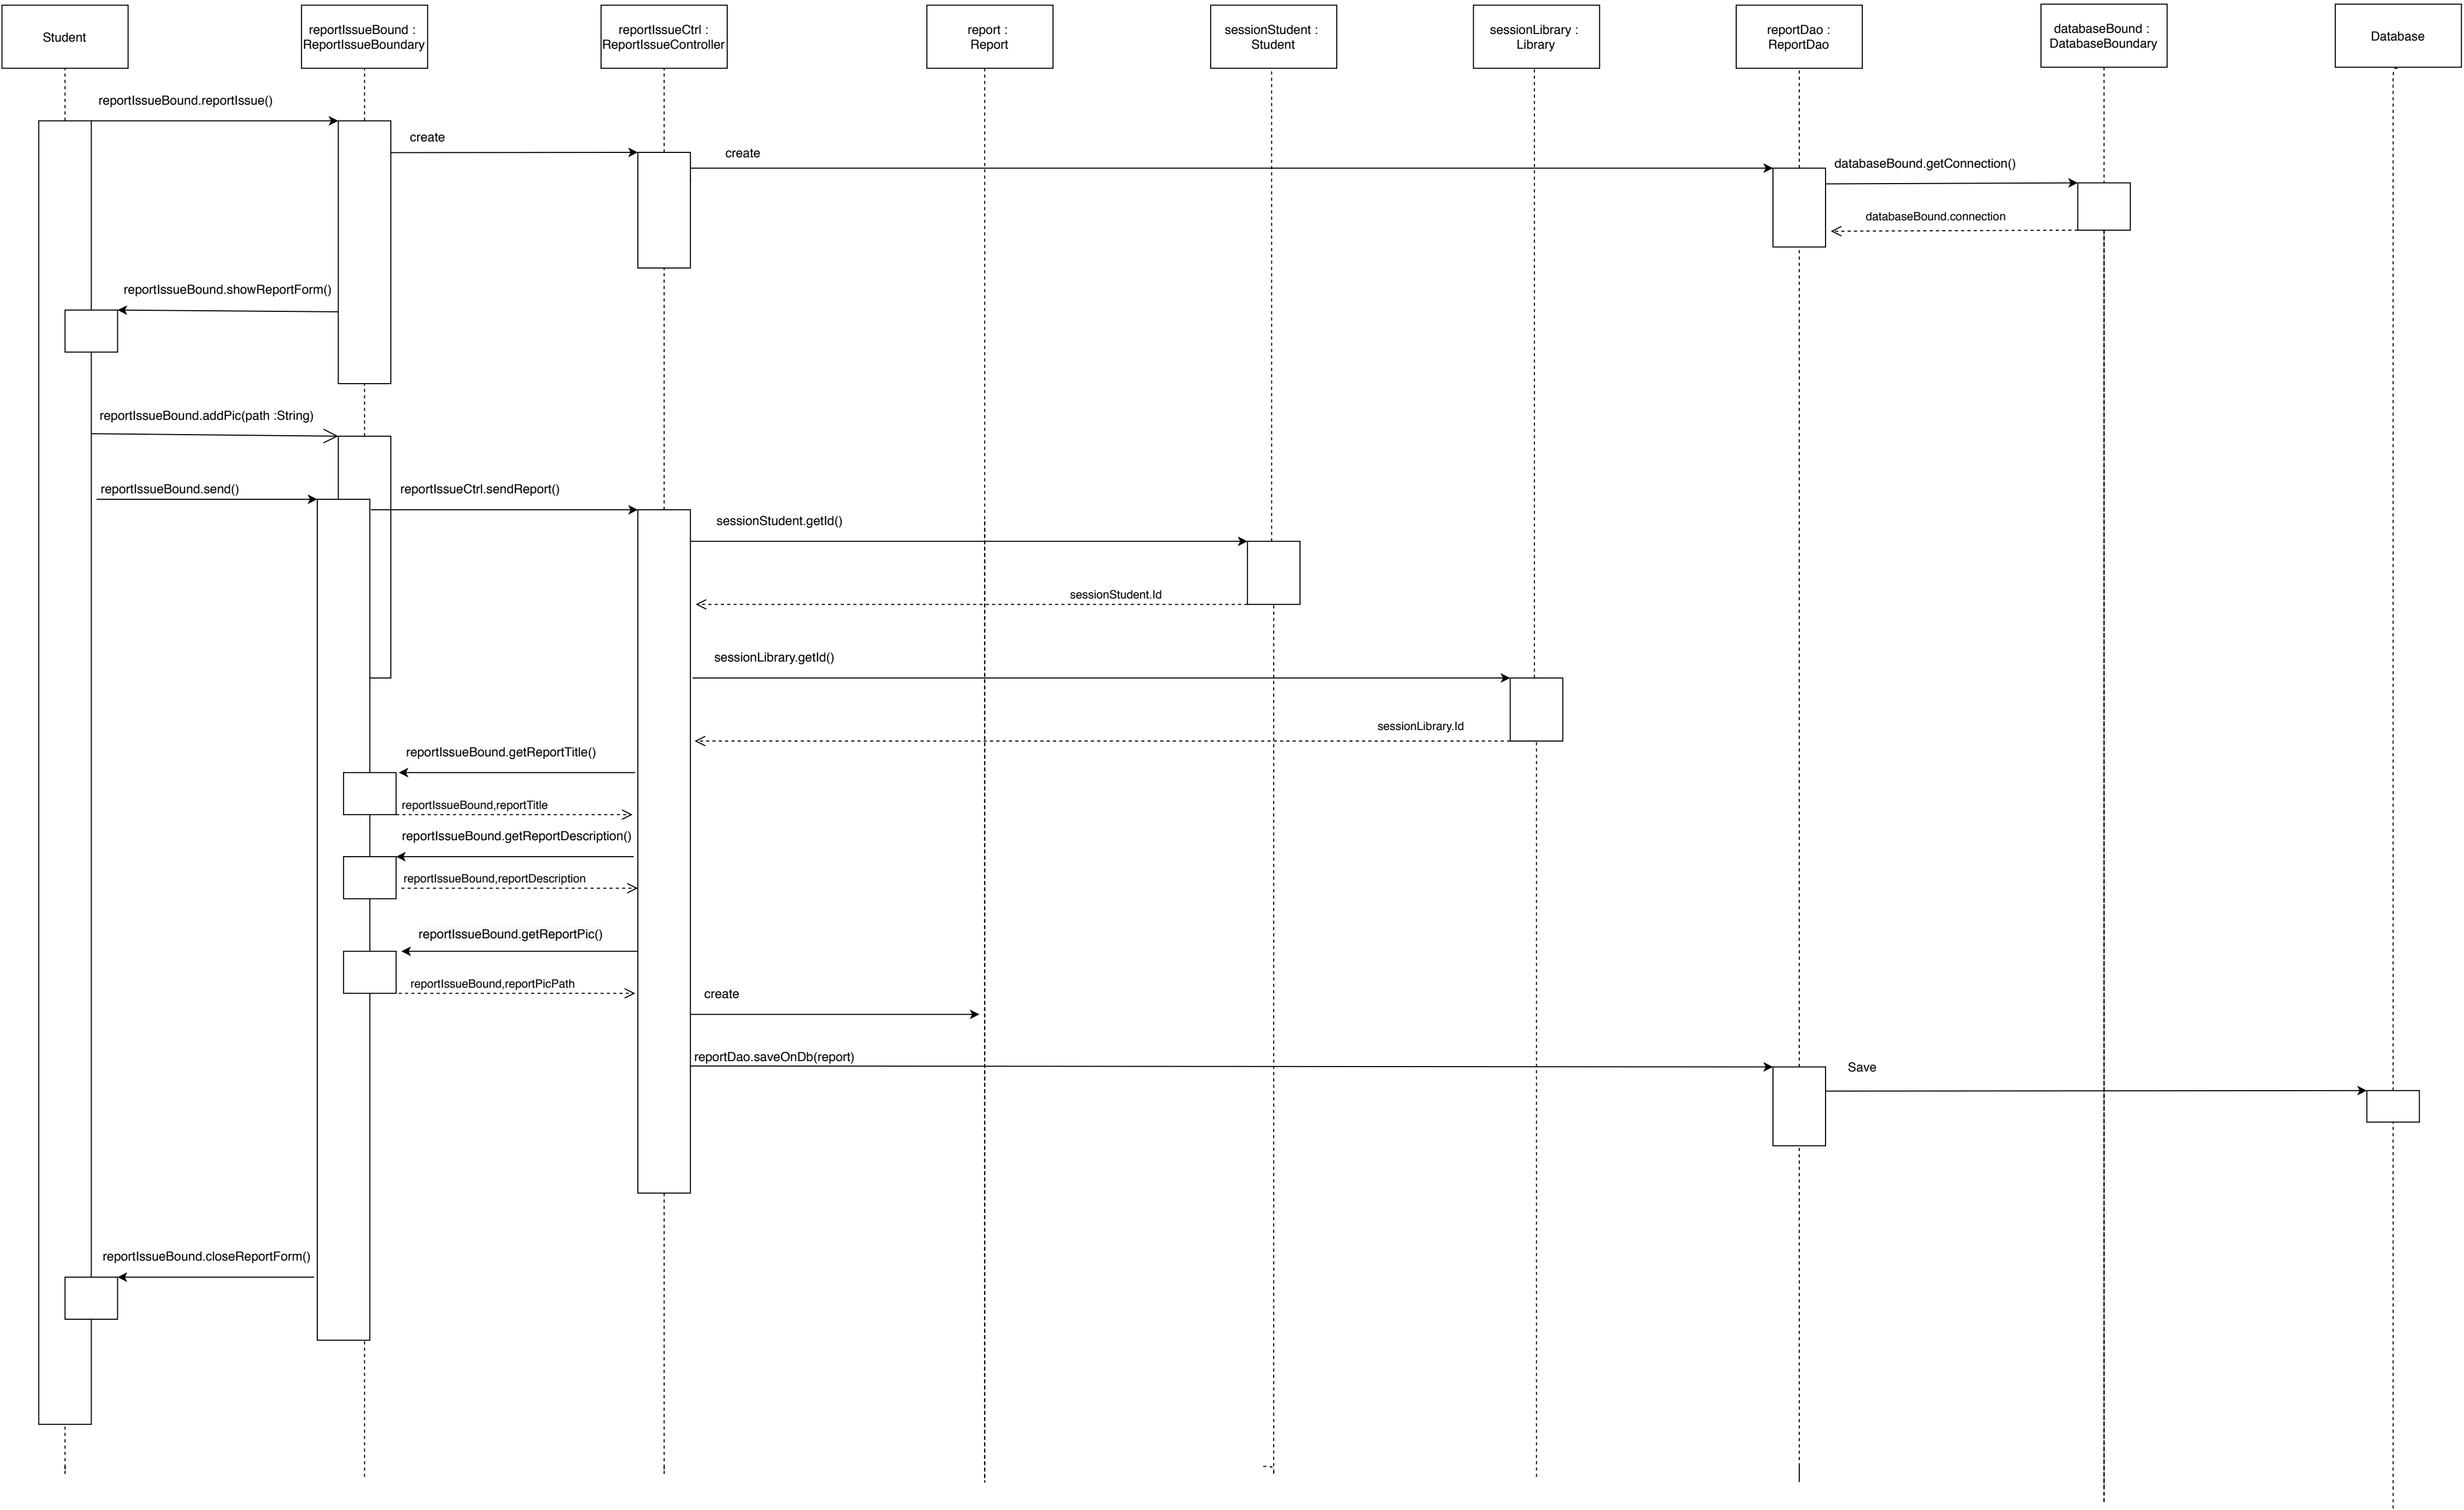 Student
reportIssueBound :
ReportIssueBoundary
reportIssueCtrl :
ReportIssueController
report :
Report
sessionStudent :
Student
sessionLibrary :
Library
reportDao :
ReportDao
databaseBound :
DatabaseBoundary
Database
reportIssueBound.reportIssue()
create
create
databaseBound.getConnection()
databaseBound.connection
reportIssueBound.showReportForm()
reportIssueBound.addPic(path :String)
reportIssueBound.send()
reportIssueCtrl.sendReport()
sessionStudent.getId()
sessionStudent.Id
sessionLibrary.getId()
sessionLibrary.Id
reportIssueBound.getReportTitle()
reportIssueBound,reportTitle
reportIssueBound.getReportDescription()
reportIssueBound,reportDescription
reportIssueBound.getReportPic()
reportIssueBound,reportPicPath
create
reportDao.saveOnDb(report)
Save
reportIssueBound.closeReportForm()